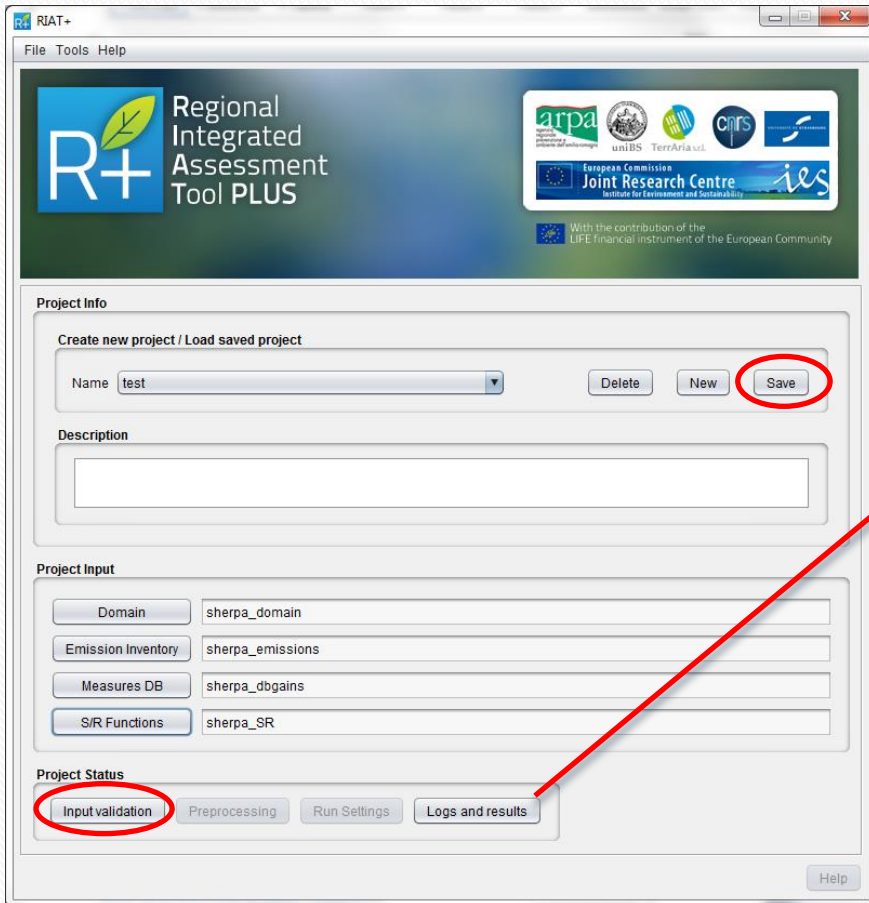 RIAT+
File Tools Help
R+
Regional
Integrated
Assessment
Tool PLUS
arpa
uniBS
TerrAria s.r.l.
cnrs
European Commission
Joint Research Centre
Institute for Environment and Sustainability
ies
With the contribution of the
LIFE financial instrument of the European Community
Project Info
Create new project / Load saved project
Name test Delete New Save
Description
Project Input
Domain sherpa_domain
Emission Inventory sherpa_emissions
Measures DB sherpa_dbgains
S/R Functions sherpa_SR
Project Status
Input validation Preprocessing Run Settings Logs and results
Help